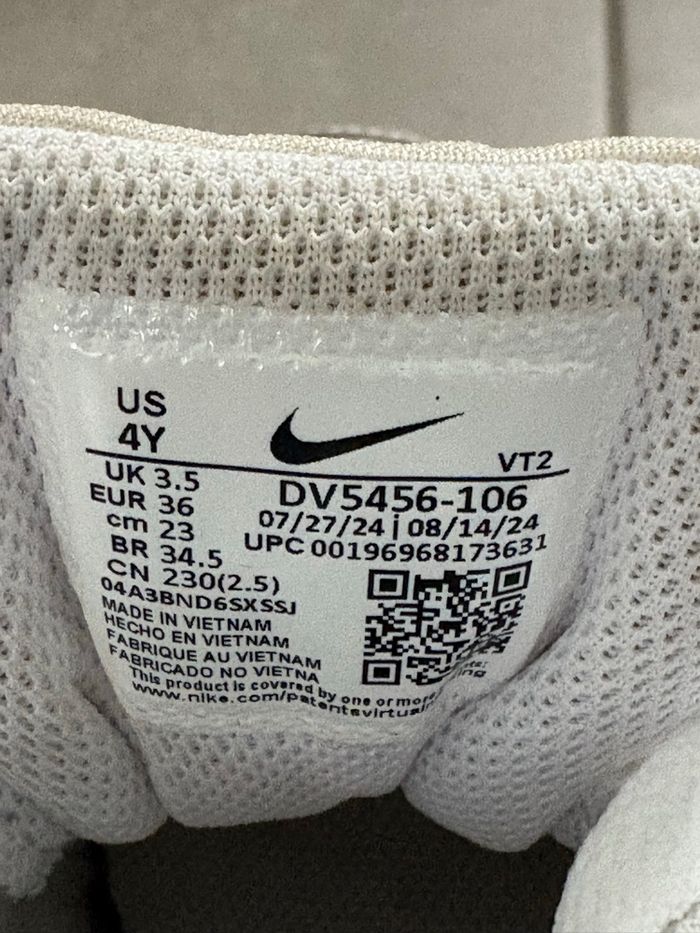 US
4Y
VT2
UK 3.5
EUR 36
cm 23
BR 34.5
CN 230(2.5)
DV5456-106
07/27/24 | 08/14/24
UPC 00196968173631
04A3BND6SXSSJ
MADE IN VIETNAM
HECHO EN VIETNAM
FABRIQUE AU VIETNAM
FABRICADO NO VIETNA
This product is covered by one or more
www.nike.com/patentsvirtual